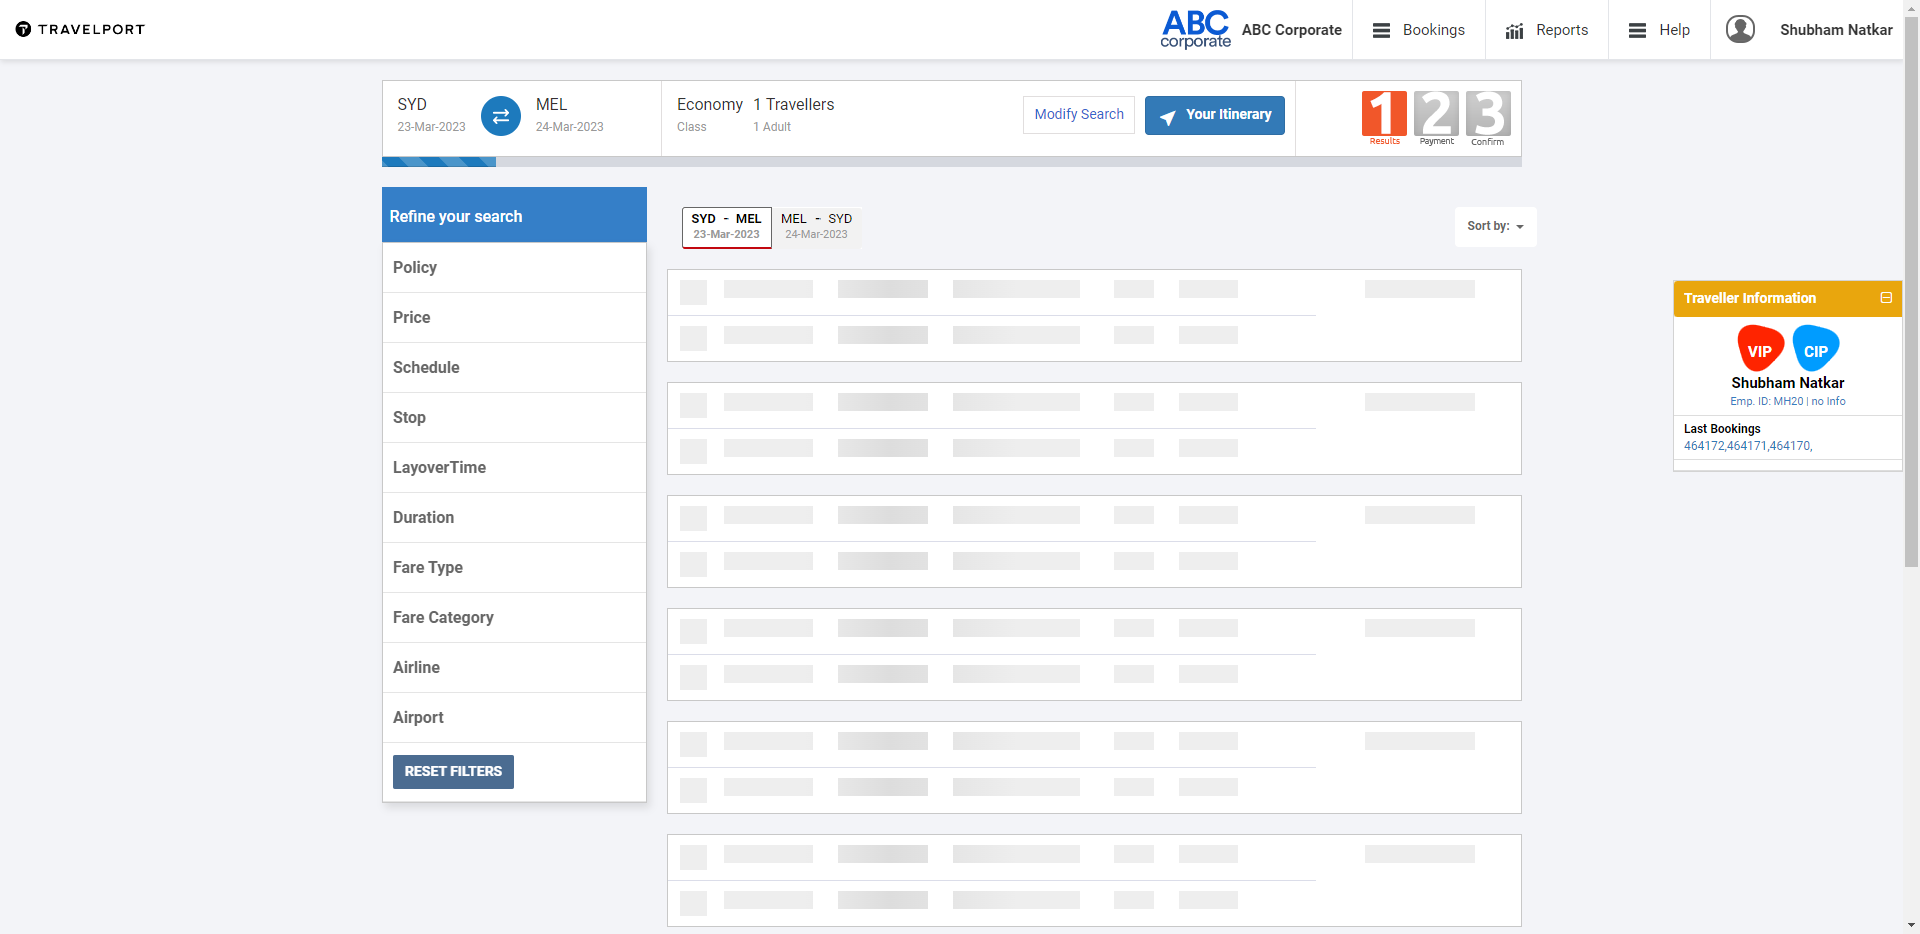 TRAVELPORT
ABC
corporate
ABC Corporate
Bookings
Reports
Help
Shubham Natkar
SYD
23-Mar-2023
MEL
24-Mar-2023
Economy
Class
1 Travellers
1 Adult
Modify Search
Your Itinerary
1
Results
2
Payment
3
Confirm
Refine your search
Policy
Price
Schedule
Stop
LayoverTime
Duration
Fare Type
Fare Category
Airline
Airport
RESET FILTERS
SYD - MEL
23-Mar-2023
MEL - SYD
24-Mar-2023
Sort by:
Traveller Information
VIP
CIP
Shubham Natkar
Emp. ID: MH20 | no Info
Last Bookings
464172,464171,464170,